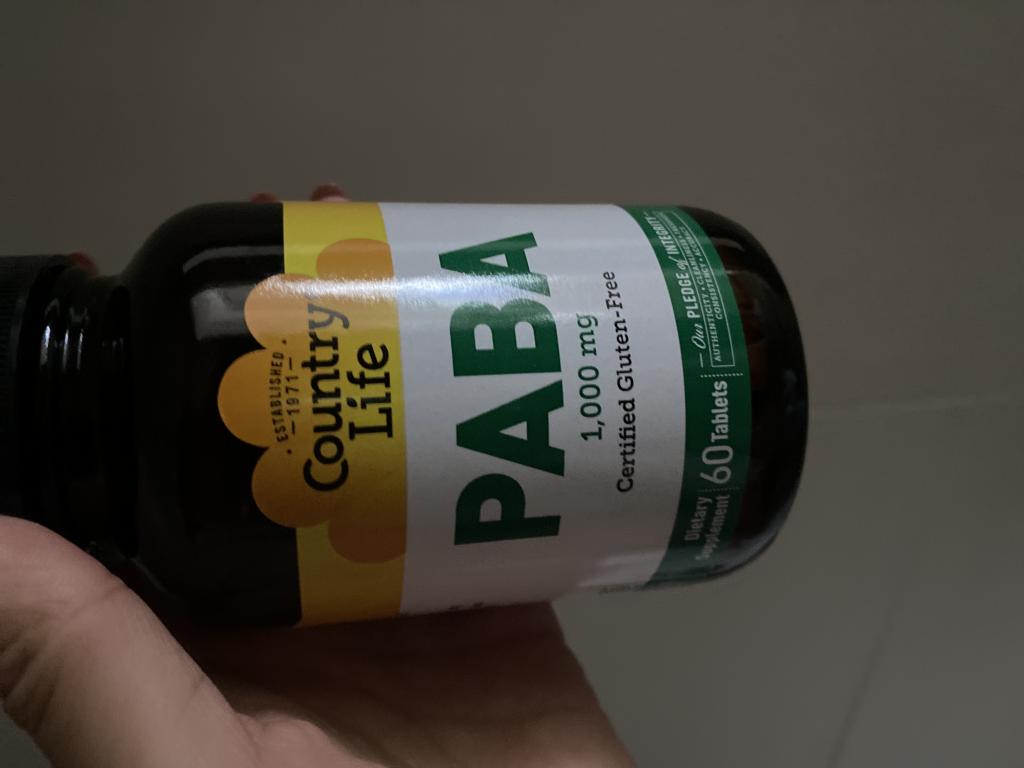 ESTABLISHED
1971
Country
Life
PABA
1,000 mg
Certified Gluten-Free
Dietary
Supplement
60 Tablets
Our PLEDGE of INTEGRITY